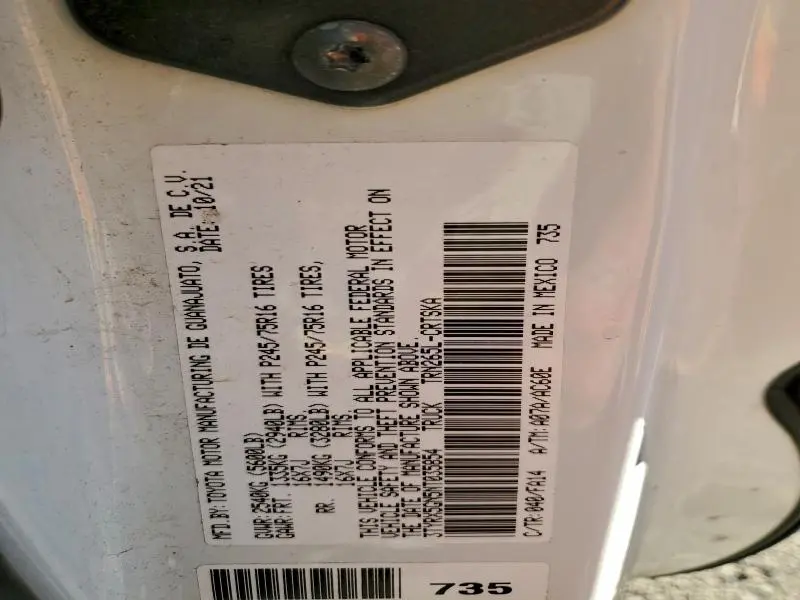 MFD. BY: TOYOTA MOTOR MANUFACTURING DE GUANAJUATO, S.A. DE C.V.
DATE: 10/21
GVWR: 2540KG (5600LB)
GAWR: FRT. 1335KG (2940LB) WITH P245/75R16 TIRES
16X7J RIMS,
RR. 1490KG (3280LB) WITH P245/75R16 TIRES,
16X7J RIMS.
THIS VEHICLE CONFORMS TO ALL APPLICABLE FEDERAL MOTOR
VEHICLE SAFETY AND THEFT PREVENTION STANDARDS IN EFFECT ON
THE DATE OF MANUFACTURE SHOWN ABOVE.
TRUCK TRN265L-CRTSKA
C/TR: 040/FA14 A/TM: A07A/AC60E MADE IN MEXICO 735
735